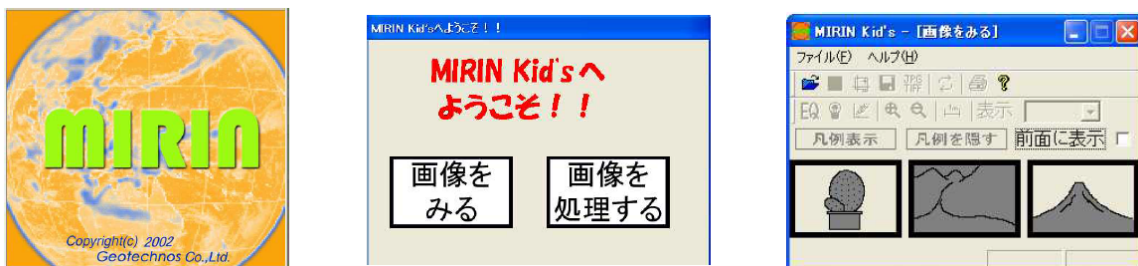 MIRIN
Copyright(c) 2002
Geotechnos Co.,Ltd.
MIRIN Kid'sへようこそ！！
MIRIN Kid'sへ
ようこそ！！
画像を
みる
画像を
処理する
MIRIN Kid's - [画像をみる]
ファイル(F) ヘルプ(H)
JPG
TIFF
EQ 表示
凡例表示 凡例を隠す 前面に表示